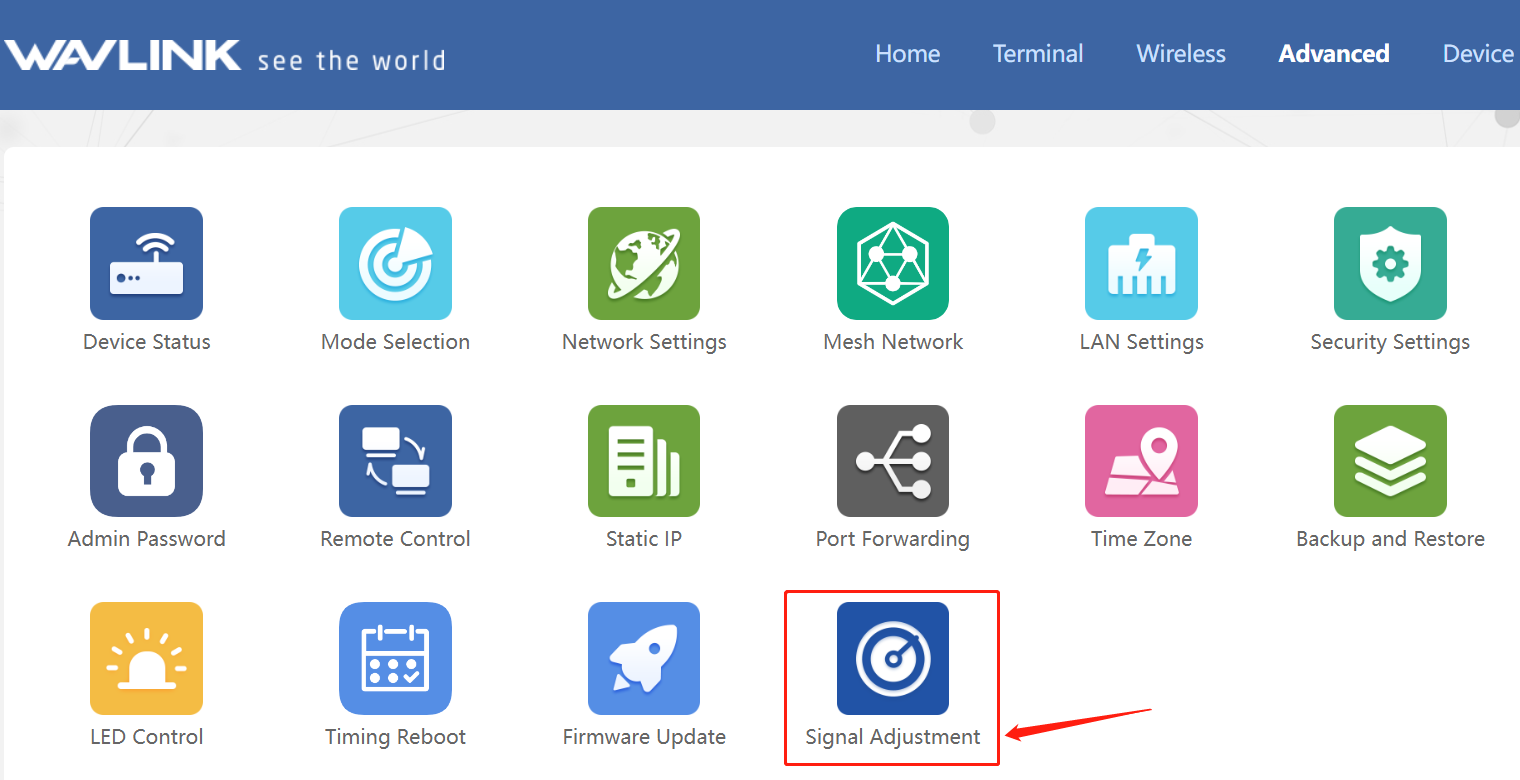 WAVLINK see the world
Home Terminal Wireless Advanced Device
Device Status Mode Selection Network Settings Mesh Network LAN Settings Security Settings
Admin Password Remote Control Static IP Port Forwarding Time Zone Backup and Restore
LED Control Timing Reboot Firmware Update Signal Adjustment